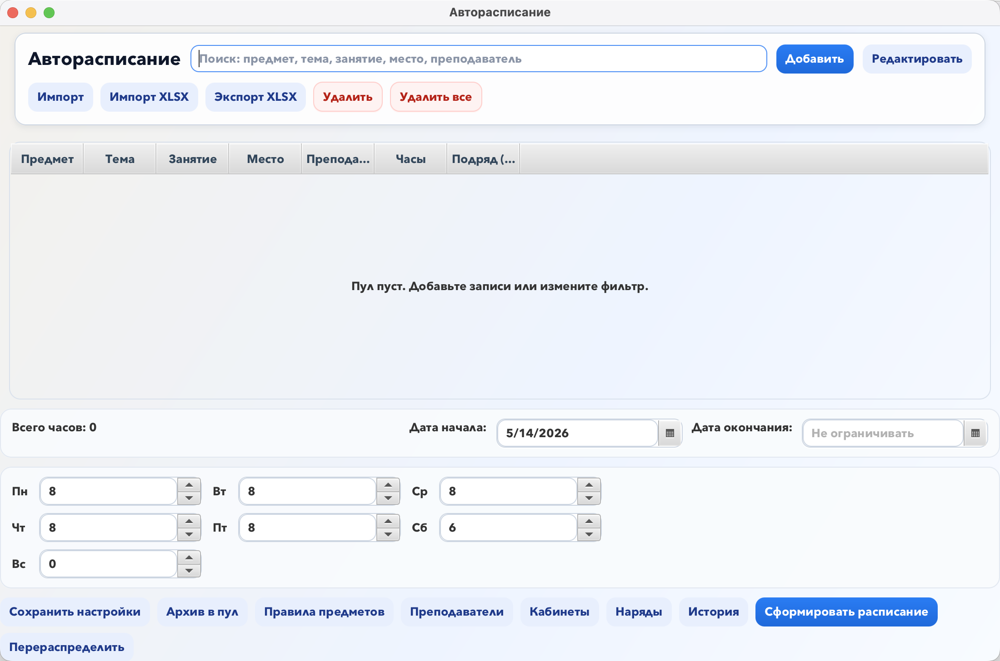 Авторасписание
Авторасписание
Поиск: предмет, тема, занятие, место, преподаватель
Добавить
Редактировать
Импорт
Импорт XLSX
Экспорт XLSX
Удалить
Удалить все
Предмет
Тема
Занятие
Место
Препода...
Часы
Подряд (...
Пул пуст. Добавьте записи или измените фильтр.
Всего часов: 0
Дата начала:
5/14/2026
Дата окончания:
Не ограничивать
Пн
8
Вт
8
Ср
8
Чт
8
Пт
8
Сб
6
Вс
0
Сохранить настройки
Архив в пул
Правила предметов
Преподаватели
Кабинеты
Наряды
История
Сформировать расписание
Перераспределить